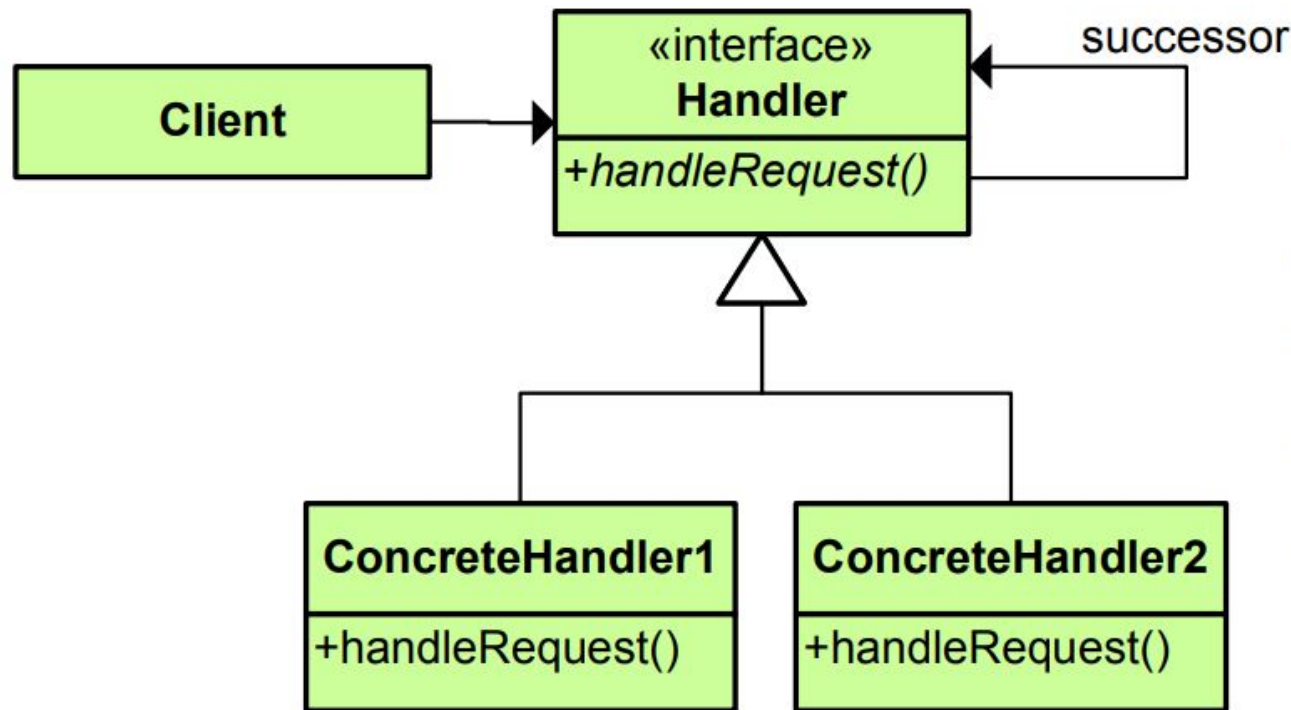 successor
«interface»
Handler
Client
+handleRequest()
ConcreteHandler1
ConcreteHandler2
+handleRequest()
+handleRequest()